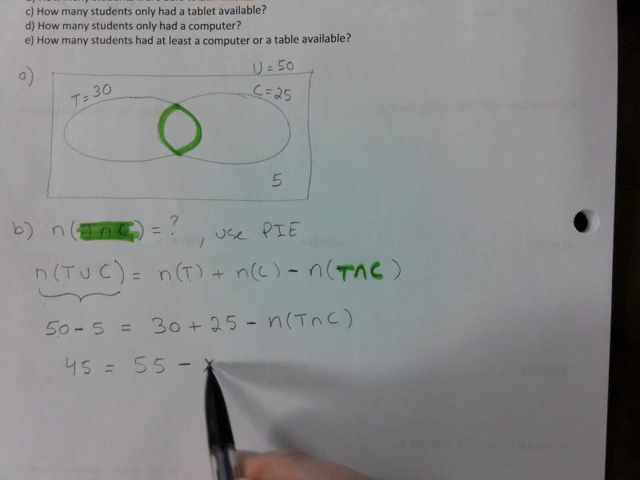 c) How many students only had a tablet available?
d) How many students only had a computer?
e) How many students had at least a computer or a table available?
a)
U = 50
T = 30
C = 25
5
b) n(T∩C) = ? , use PIE
n(T∪C) = n(T) + n(C) - n(T∩C)
50 - 5 = 30 + 25 - n(T∩C)
45 = 55 - x